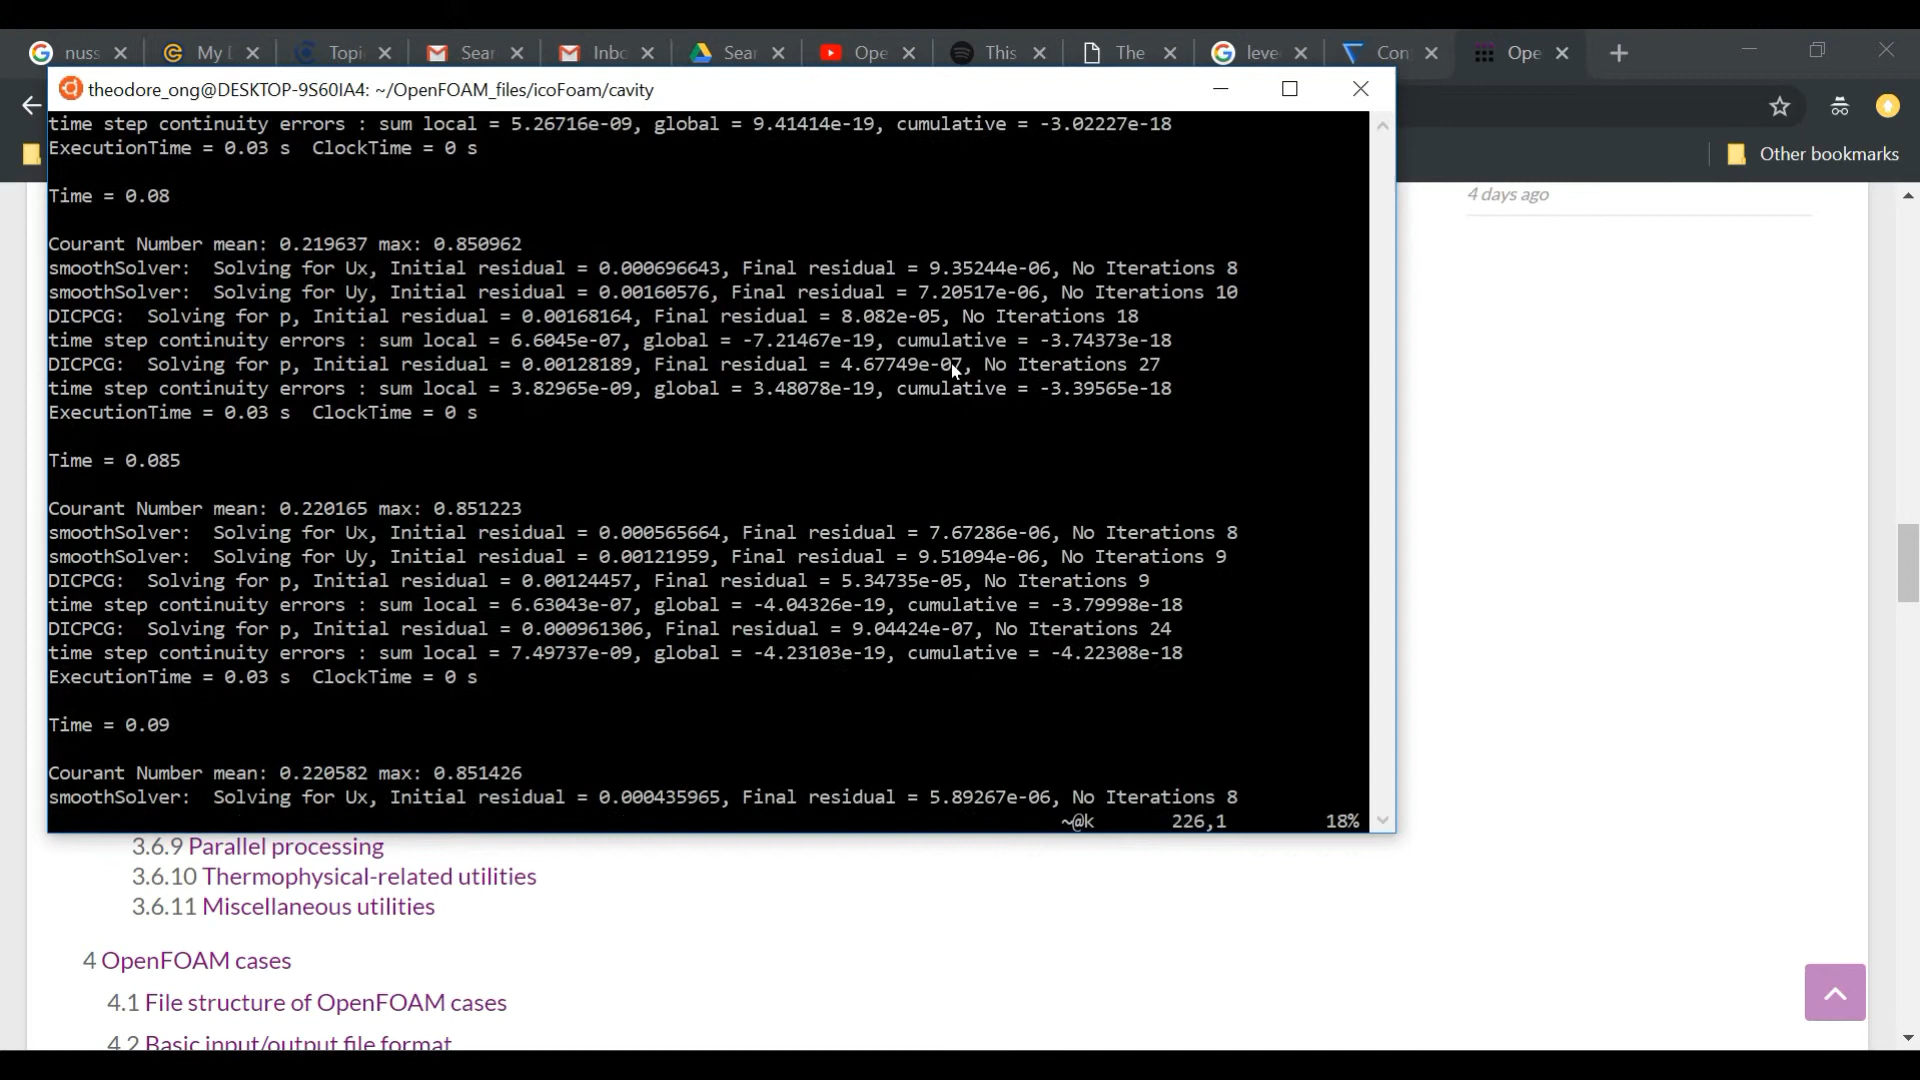 nuss
My
Topi
Sear
Inbo
Sear
Ope
This
The
leve
Con
Ope
theodore_ong@DESKTOP-9S60IA4: ~/OpenFOAM_files/icoFoam/cavity
Other bookmarks
4 days ago
time step continuity errors : sum local = 5.26716e-09, global = 9.41414e-19, cumulative = -3.02227e-18
ExecutionTime = 0.03 s  ClockTime = 0 s
Time = 0.08
Courant Number mean: 0.219637 max: 0.850962
smoothSolver:  Solving for Ux, Initial residual = 0.000696643, Final residual = 9.35244e-06, No Iterations 8
smoothSolver:  Solving for Uy, Initial residual = 0.00160576, Final residual = 7.20517e-06, No Iterations 10
DICPCG:  Solving for p, Initial residual = 0.00168164, Final residual = 8.082e-05, No Iterations 18
time step continuity errors : sum local = 6.6045e-07, global = -7.21467e-19, cumulative = -3.74373e-18
DICPCG:  Solving for p, Initial residual = 0.00128189, Final residual = 4.67749e-07, No Iterations 27
time step continuity errors : sum local = 3.82965e-09, global = 3.48078e-19, cumulative = -3.39565e-18
ExecutionTime = 0.03 s  ClockTime = 0 s
Time = 0.085
Courant Number mean: 0.220165 max: 0.851223
smoothSolver:  Solving for Ux, Initial residual = 0.000565664, Final residual = 7.67286e-06, No Iterations 8
smoothSolver:  Solving for Uy, Initial residual = 0.00121959, Final residual = 9.51094e-06, No Iterations 9
DICPCG:  Solving for p, Initial residual = 0.00124457, Final residual = 5.34735e-05, No Iterations 9
time step continuity errors : sum local = 6.63043e-07, global = -4.04326e-19, cumulative = -3.79998e-18
DICPCG:  Solving for p, Initial residual = 0.000961306, Final residual = 9.04424e-07, No Iterations 24
time step continuity errors : sum local = 7.49737e-09, global = -4.23103e-19, cumulative = -4.22308e-18
ExecutionTime = 0.03 s  ClockTime = 0 s
Time = 0.09
Courant Number mean: 0.220582 max: 0.851426
smoothSolver:  Solving for Ux, Initial residual = 0.000435965, Final residual = 5.89267e-06, No Iterations 8
~@k 226,1 18%
3.6.9 Parallel processing
3.6.10 Thermophysical-related utilities
3.6.11 Miscellaneous utilities
4 OpenFOAM cases
4.1 File structure of OpenFOAM cases
4.2 Basic input/output file format